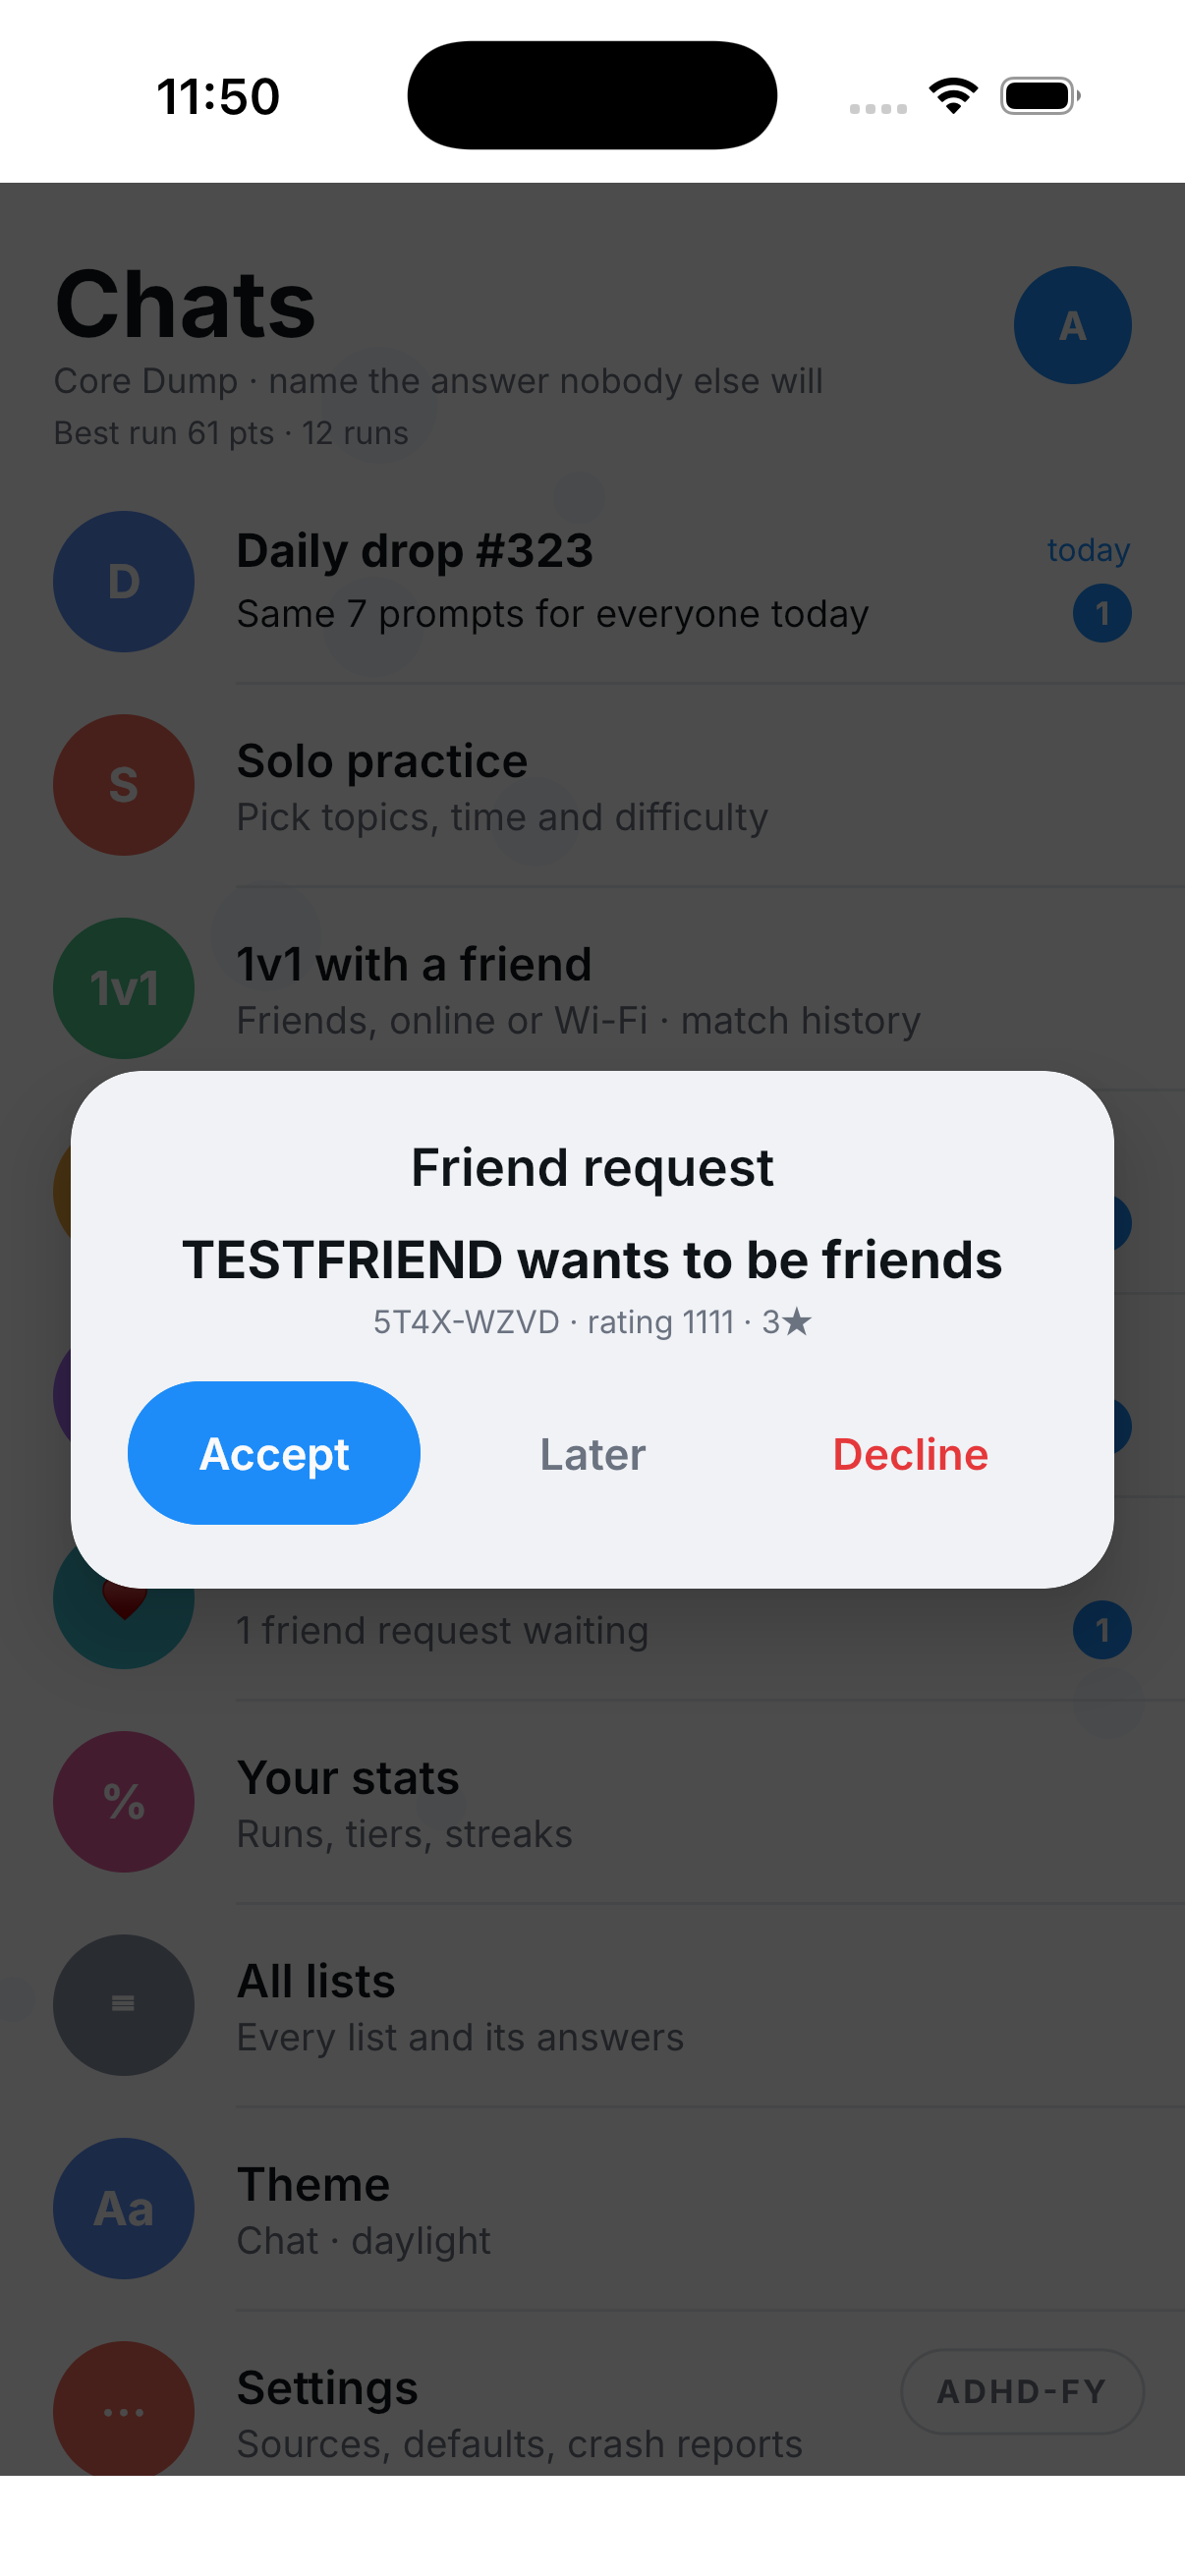 11:50
Chats
A
Core Dump · name the answer nobody else will
Best run 61 pts · 12 runs
D
Daily drop #323
today
Same 7 prompts for everyone today
1
S
Solo practice
Pick topics, time and difficulty
1v1
1v1 with a friend
Friends, online or Wi-Fi · match history
Friend request
TESTFRIEND wants to be friends
5T4X-WZVD · rating 1111 · 3★
Accept
Later
Decline
1 friend request waiting
1
%
Your stats
Runs, tiers, streaks
≡
All lists
Every list and its answers
Aa
Theme
Chat · daylight
...
Settings
ADHD-FY
Sources, defaults, crash reports